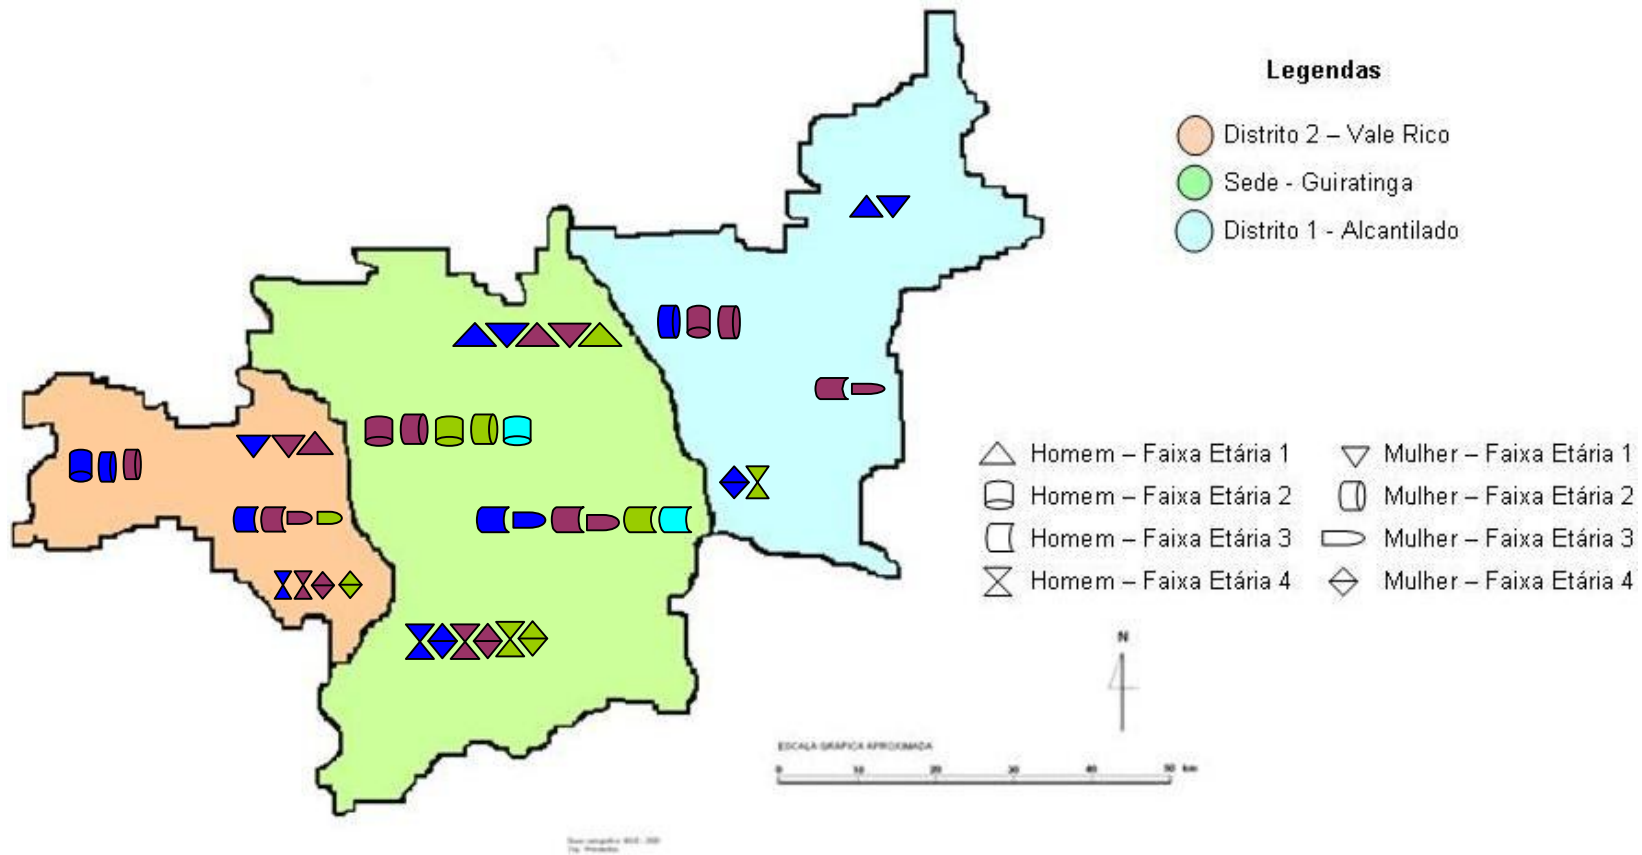 Legendas
Distrito 2 – Vale Rico
Sede - Guiratinga
Distrito 1 - Alcantilado
Homem – Faixa Etária 1
Mulher – Faixa Etária 1
Homem – Faixa Etária 2
Mulher – Faixa Etária 2
Homem – Faixa Etária 3
Mulher – Faixa Etária 3
Homem – Faixa Etária 4
Mulher – Faixa Etária 4
N
ESCALA GRÁFICA APROXIMADA
0 10 20 30 40 50 km